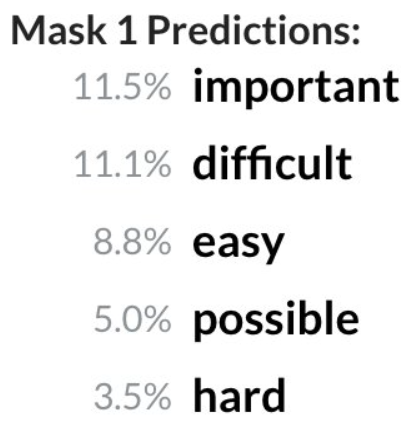 Mask 1 Predictions:
11.5% important
11.1% difficult
8.8% easy
5.0% possible
3.5% hard